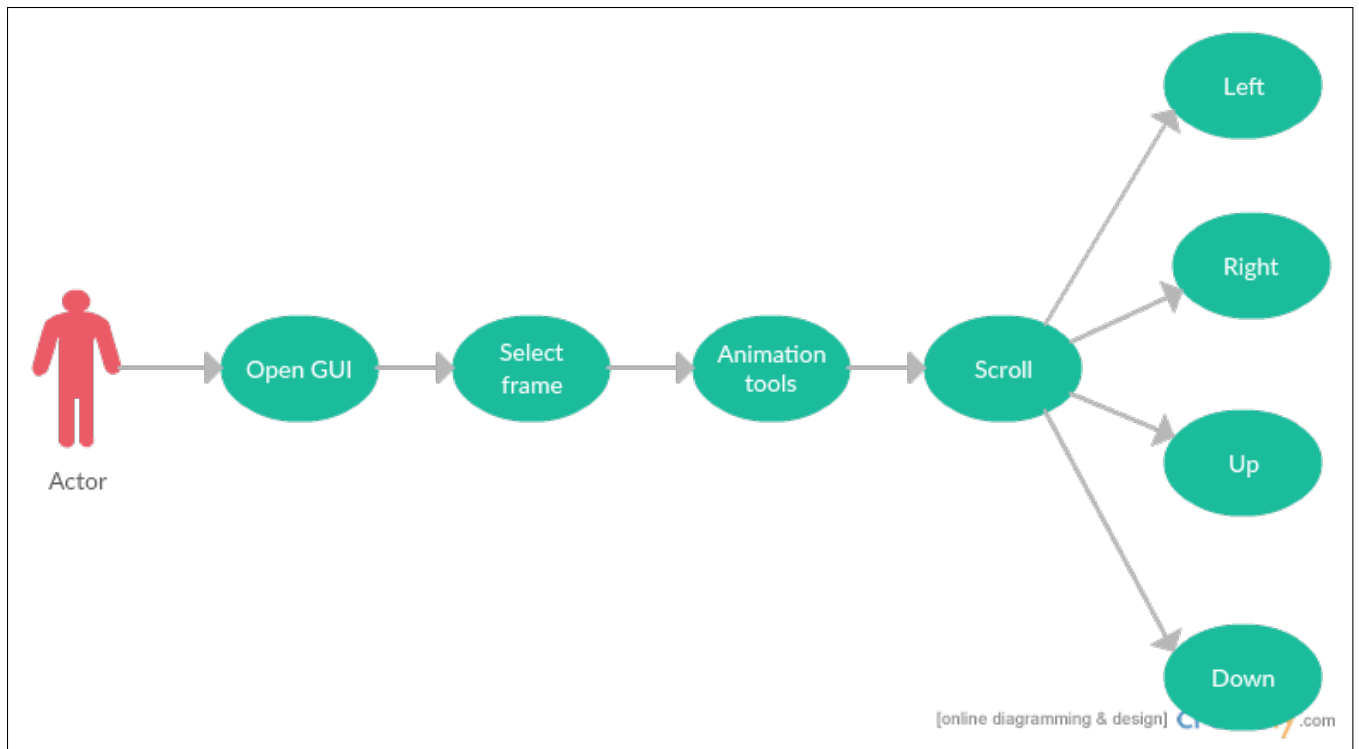 Left
Right
Open GUI
Select
frame
Animation
tools
Scroll
Actor
Up
Down
[online diagramming & design]
.com